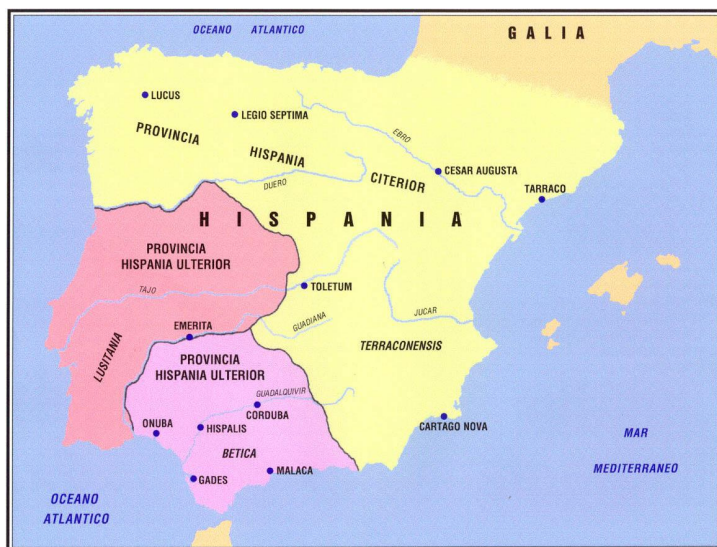 OCEANO ATLANTICO
GALIA
LUCUS
LEGIO SEPTIMA
PROVINCIA HISPANIA CITERIOR
EBRO
CESAR AUGUSTA
TARRACO
DUERO
HISPANIA
PROVINCIA
HISPANIA ULTERIOR
TAJO
TOLETUM
JUCAR
GUADIANA
EMERITA
TERRACONENSIS
LUSITANIA
PROVINCIA
HISPANIA ULTERIOR
GUADALQUIVIR
CORDUBA
ONUBA
HISPALIS
CARTAGO NOVA
BETICA
MALACA
GADES
MAR
MEDITERRANEO
OCEANO
ATLANTICO